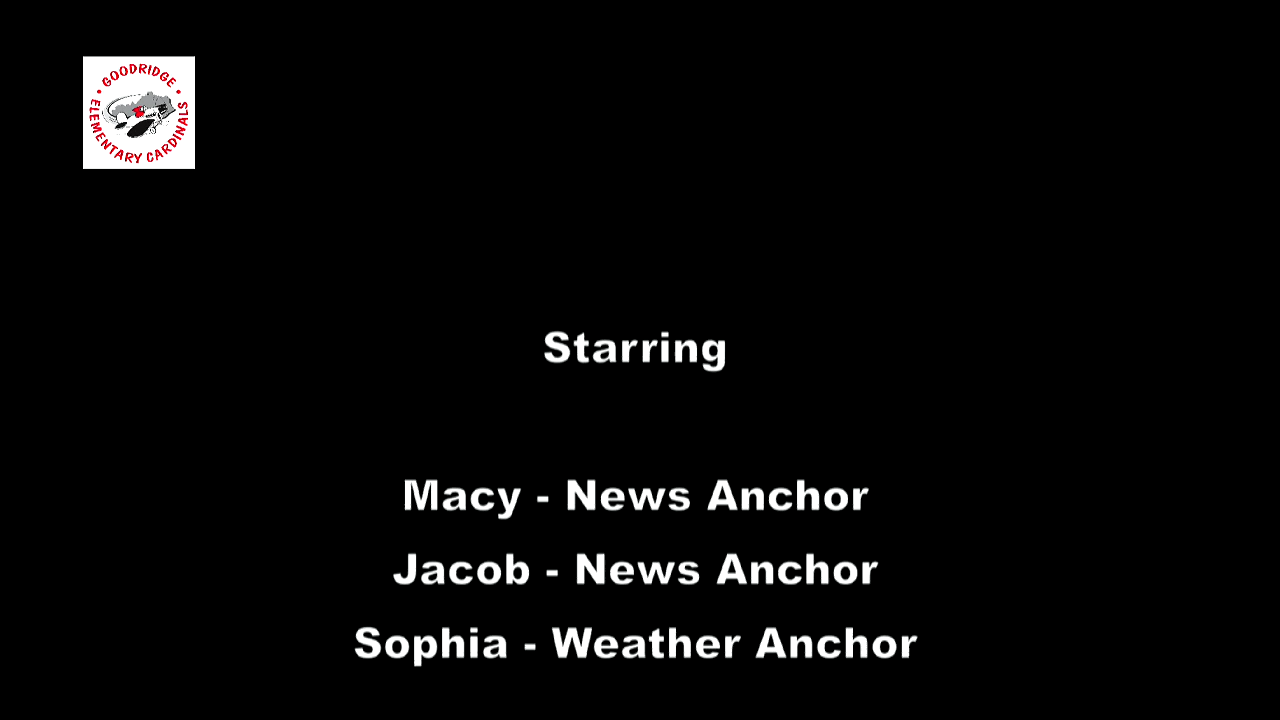 GOODRIDGE
ELEMENTARY CARDINALS
Starring
Macy - News Anchor
Jacob - News Anchor
Sophia - Weather Anchor